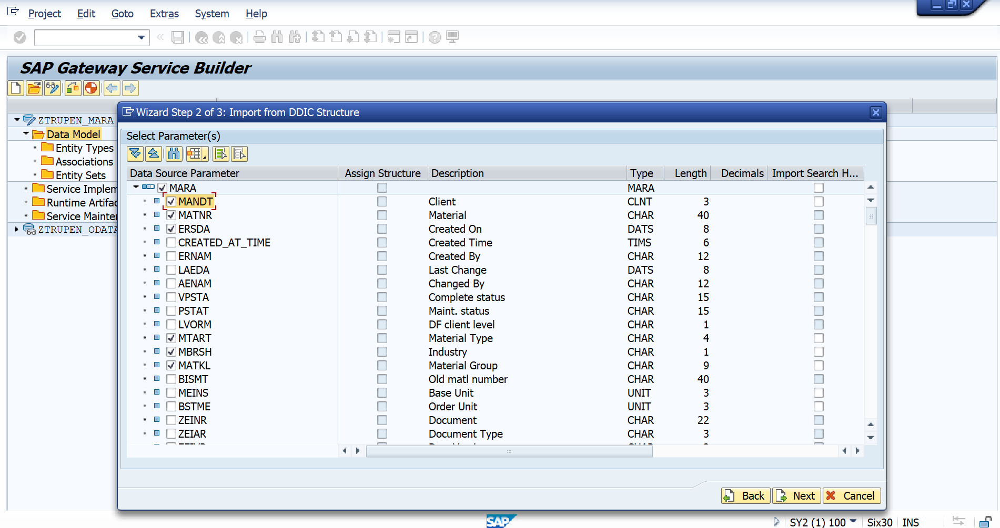 Project Edit Goto Extras System Help
SAP Gateway Service Builder
ZTRUPEN_MARA
Data Model
Entity Types
Associations
Entity Sets
Service Implem
Runtime Artifac
Service Mainten
ZTRUPEN_ODATA
Wizard Step 2 of 3: Import from DDIC Structure
Select Parameter(s)
Data Source Parameter Assign Structure Description Type Length Decimals Import Search H...
MARA MARA
MANDT Client CLNT 3
MATNR Material CHAR 40
ERSDA Created On DATS 8
CREATED_AT_TIME Created Time TIMS 6
ERNAM Created By CHAR 12
LAEDA Last Change DATS 8
AENAM Changed By CHAR 12
VPSTA Complete status CHAR 15
PSTAT Maint. status CHAR 15
LVORM DF client level CHAR 1
MTART Material Type CHAR 4
MBRSH Industry CHAR 1
MATKL Material Group CHAR 9
BISMT Old matl number CHAR 40
MEINS Base Unit UNIT 3
BSTME Order Unit UNIT 3
ZEINR Document CHAR 22
ZEIAR Document Type CHAR 3
Back Next Cancel
SAP SY2 (1) 100 Six30 INS